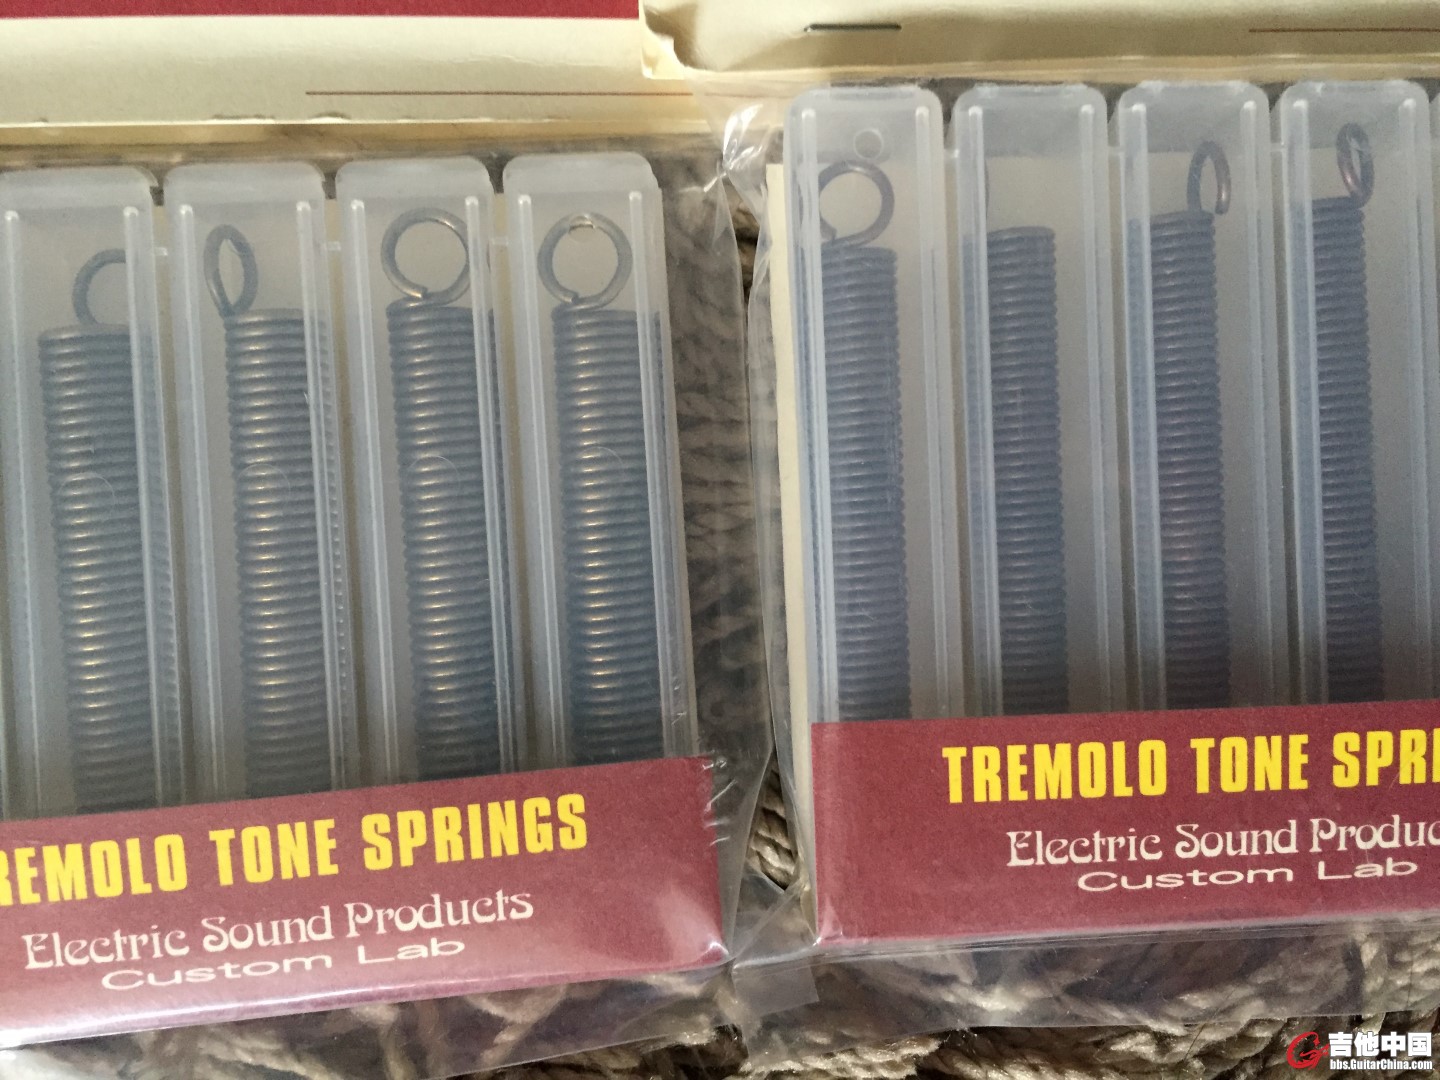 REMOLO TONE SPRINGS
Electric Sound Products
Custom Lab
TREMOLO TONE SPRI
Electric Sound Produc
Custom Lab
吉他中国
bbs.GuitarChina.com